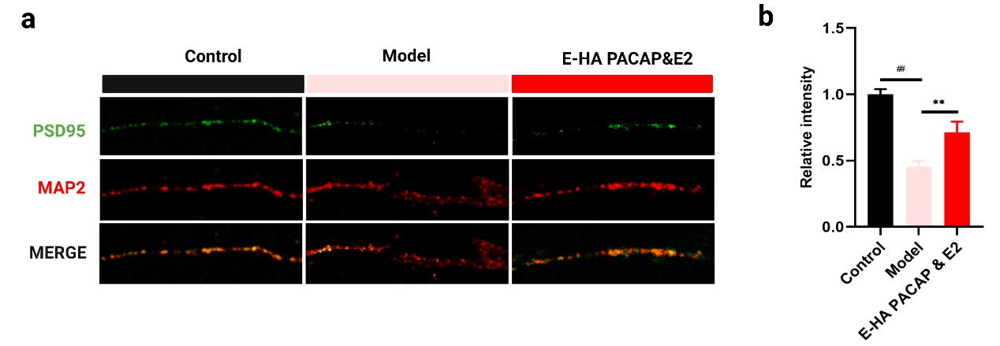 a
Control
Model
E-HA PACAP&E2
PSD95
MAP2
MERGE
b
Relative intensity
1.5
1.0
0.5
0.0
##
**
Control
Model
E-HA PACAP & E2